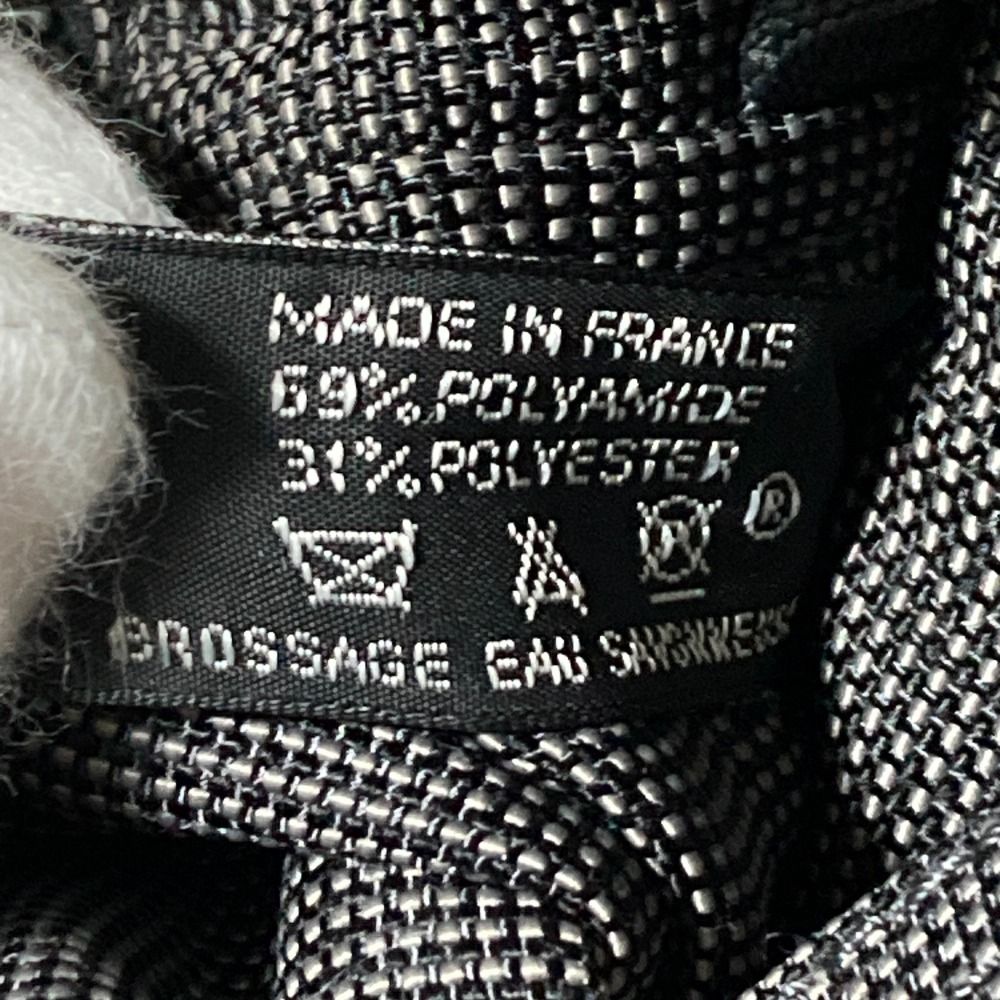 MADE IN FRANCE
69% POLYAMIDE
31% POLYESTER
®
BROSSAGE EAU SAVONNEUSE